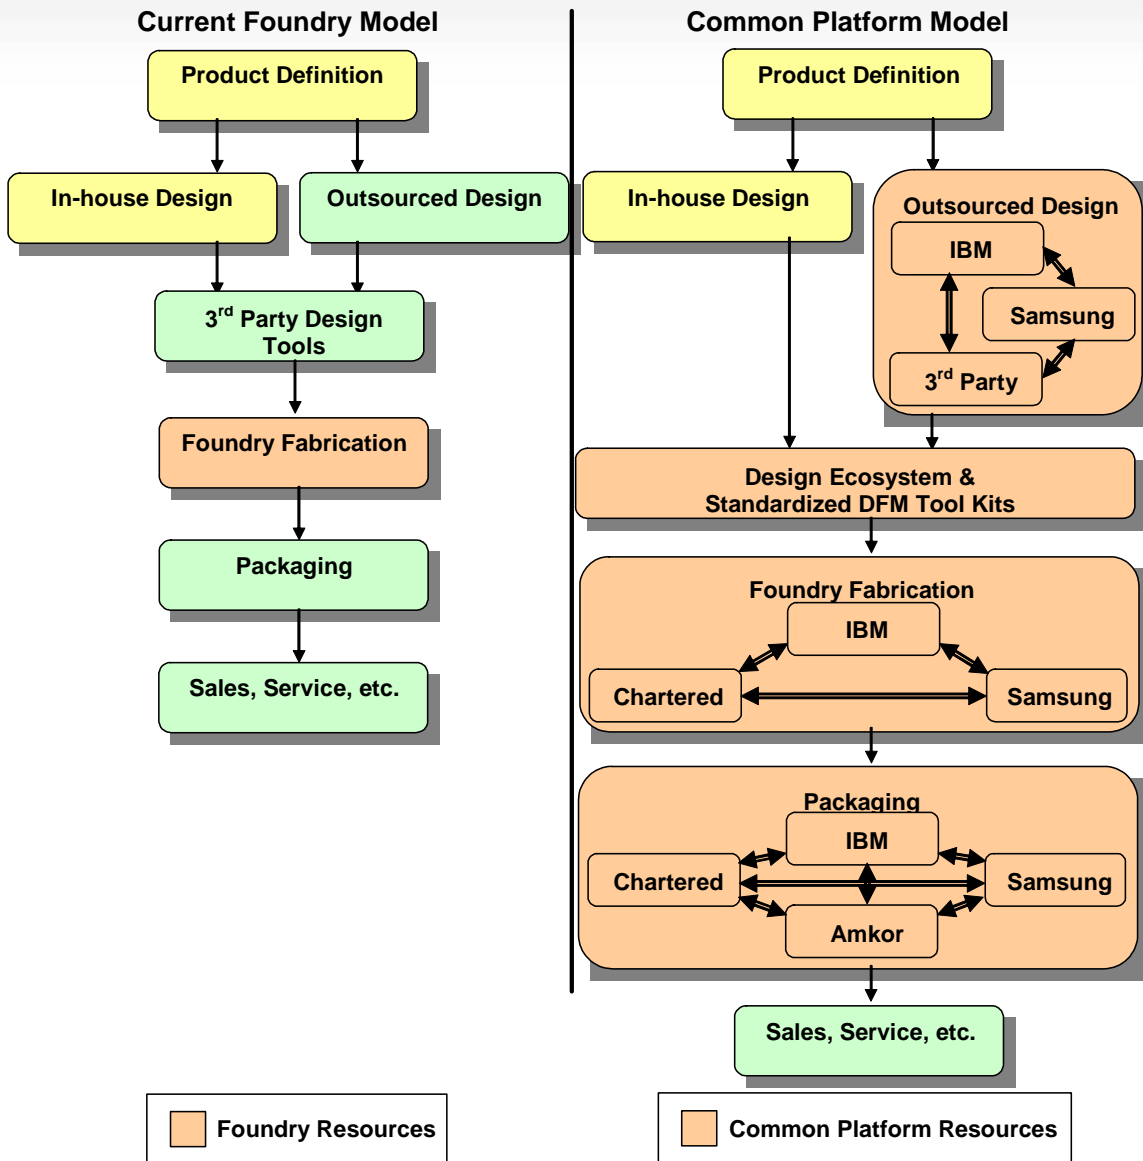 Current Foundry Model
Product Definition
In-house Design
Outsourced Design
3rd Party Design
Tools
Foundry Fabrication
Packaging
Sales, Service, etc.
Foundry Resources
Common Platform Model
Product Definition
In-house Design
Outsourced Design
IBM
Samsung
3rd Party
Design Ecosystem &
Standardized DFM Tool Kits
Foundry Fabrication
IBM
Chartered
Samsung
Packaging
IBM
Chartered
Samsung
Amkor
Sales, Service, etc.
Common Platform Resources